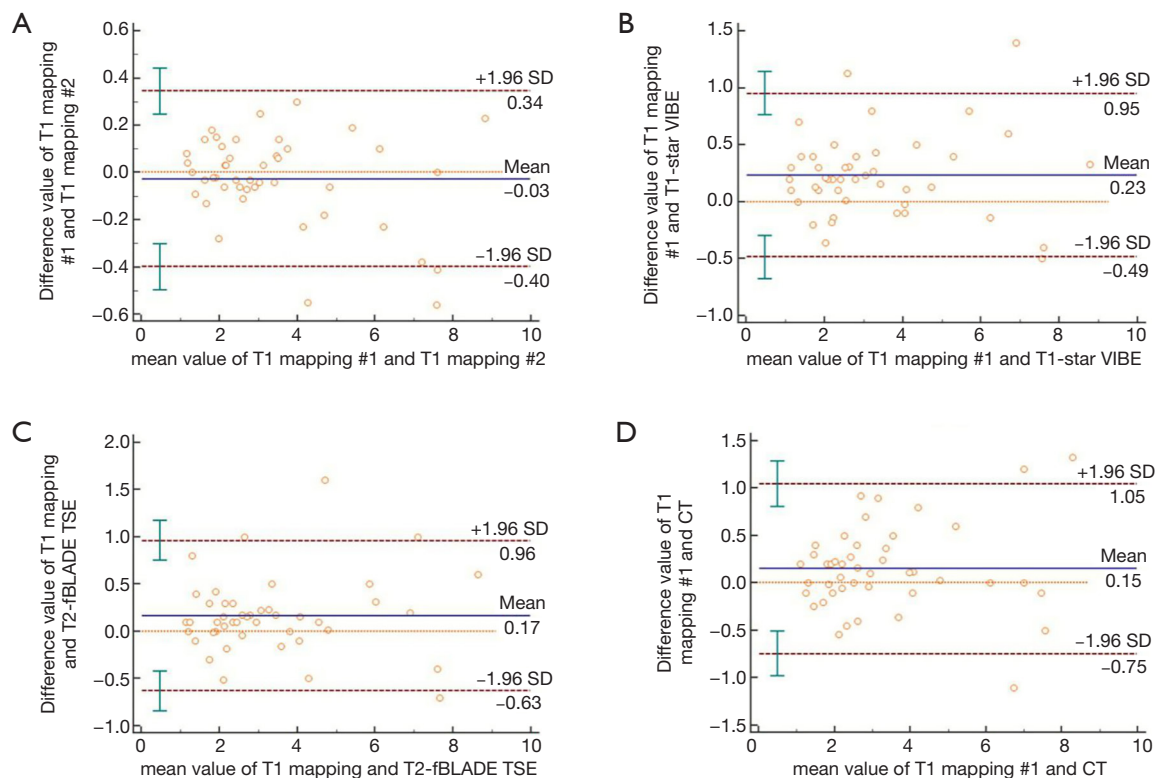 A
Difference value of T1 mapping
#1 and T1 mapping #2
0.6
0.4
0.2
0.0
−0.2
−0.4
−0.6
+1.96 SD
0.34
Mean
−0.03
−1.96 SD
−0.40
0 2 4 6 8 10
mean value of T1 mapping #1 and T1 mapping #2
B
Difference value of T1 mapping
#1 and T1-star VIBE
1.5
1.0
0.5
0.0
−0.5
−1.0
+1.96 SD
0.95
Mean
0.23
−1.96 SD
−0.49
0 2 4 6 8 10
mean value of T1 mapping #1 and T1-star VIBE
C
Difference value of T1 mapping
and T2-fBLADE TSE
2.0
1.5
1.0
0.5
0.0
−0.5
−1.0
+1.96 SD
0.96
Mean
0.17
−1.96 SD
−0.63
0 2 4 6 8 10
mean value of T1 mapping and T2-fBLADE TSE
D
Difference value of T1
mapping #1 and CT
1.5
1.0
0.5
0.0
−0.5
−1.0
−1.5
+1.96 SD
1.05
Mean
0.15
−1.96 SD
−0.75
0 2 4 6 8 10
mean value of T1 mapping #1 and CT